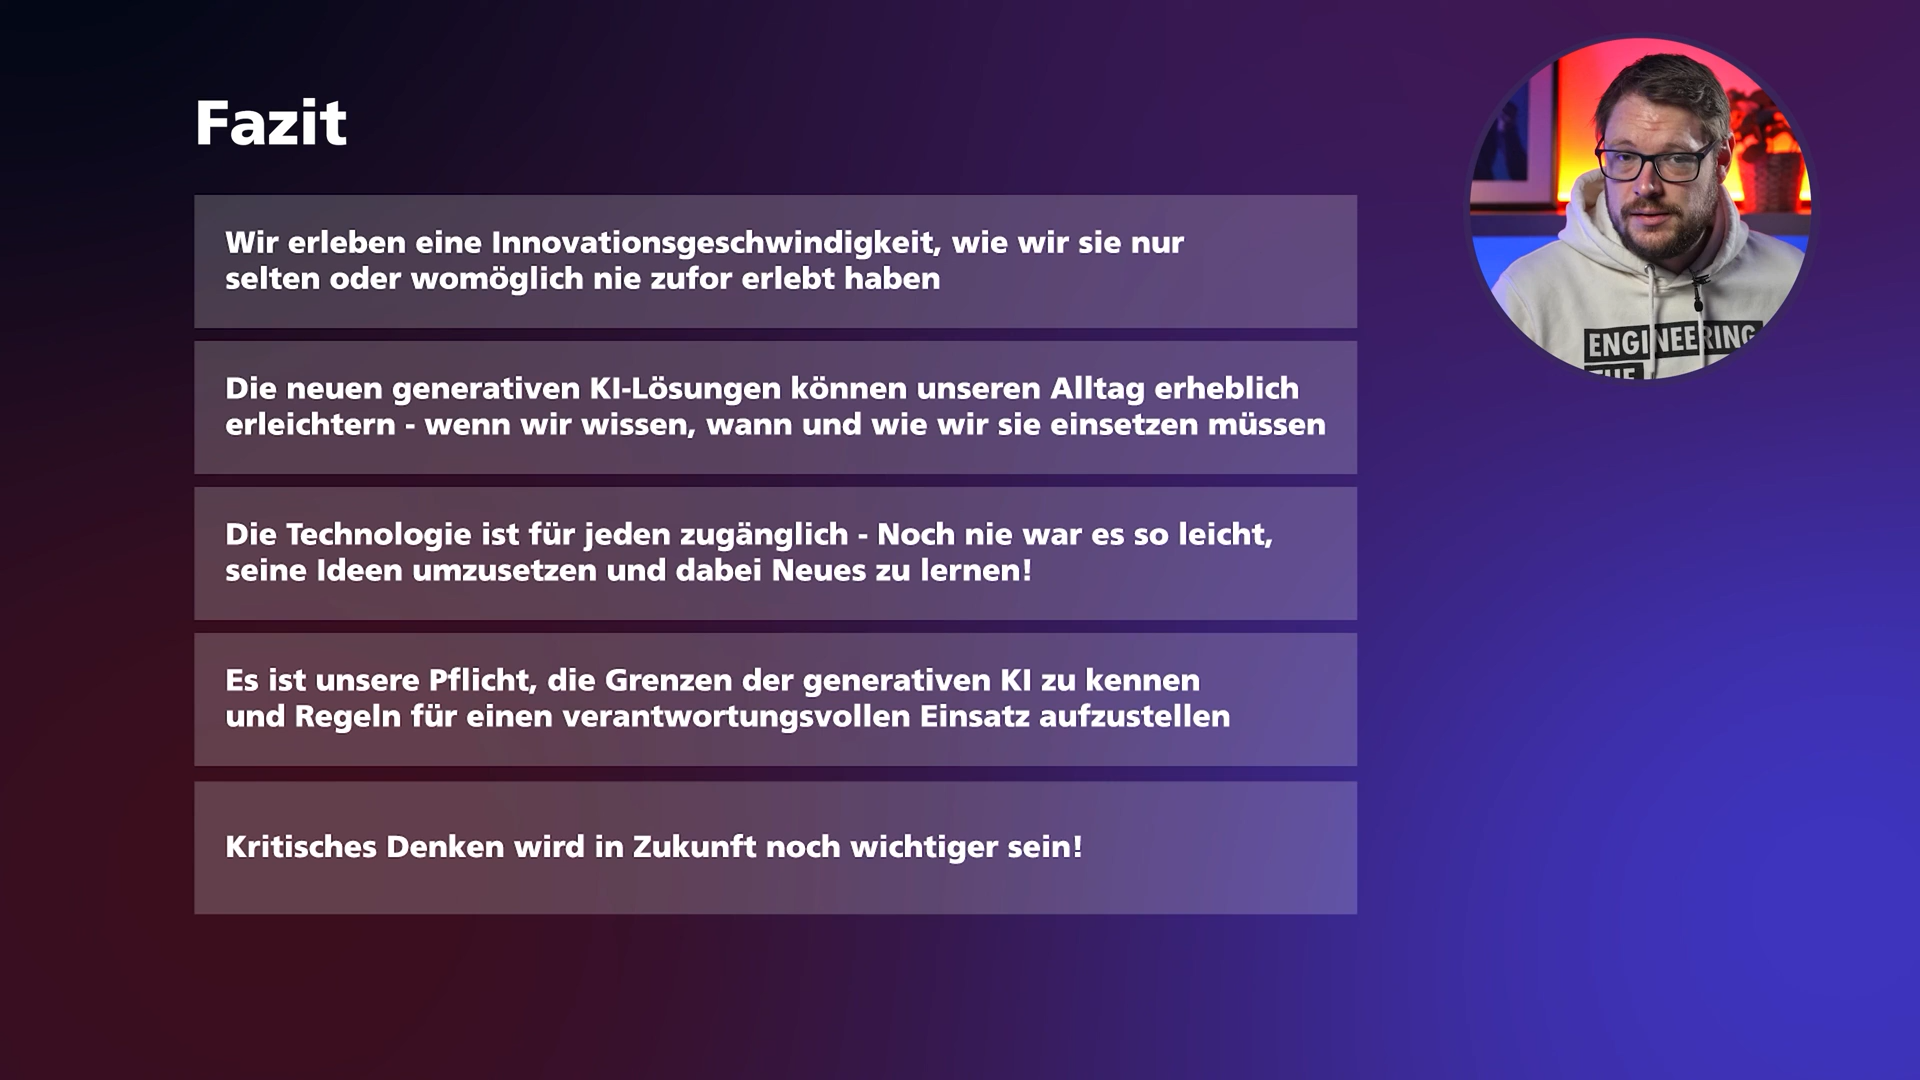 Fazit
Wir erleben eine Innovationsgeschwindigkeit, wie wir sie nur
selten oder womöglich nie zufor erlebt haben
Die neuen generativen KI-Lösungen können unseren Alltag erheblich
erleichtern - wenn wir wissen, wann und wie wir sie einsetzen müssen
Die Technologie ist für jeden zugänglich - Noch nie war es so leicht,
seine Ideen umzusetzen und dabei Neues zu lernen!
Es ist unsere Pflicht, die Grenzen der generativen KI zu kennen
und Regeln für einen verantwortungsvollen Einsatz aufzustellen
Kritisches Denken wird in Zukunft noch wichtiger sein!
ENGINEERING
THE